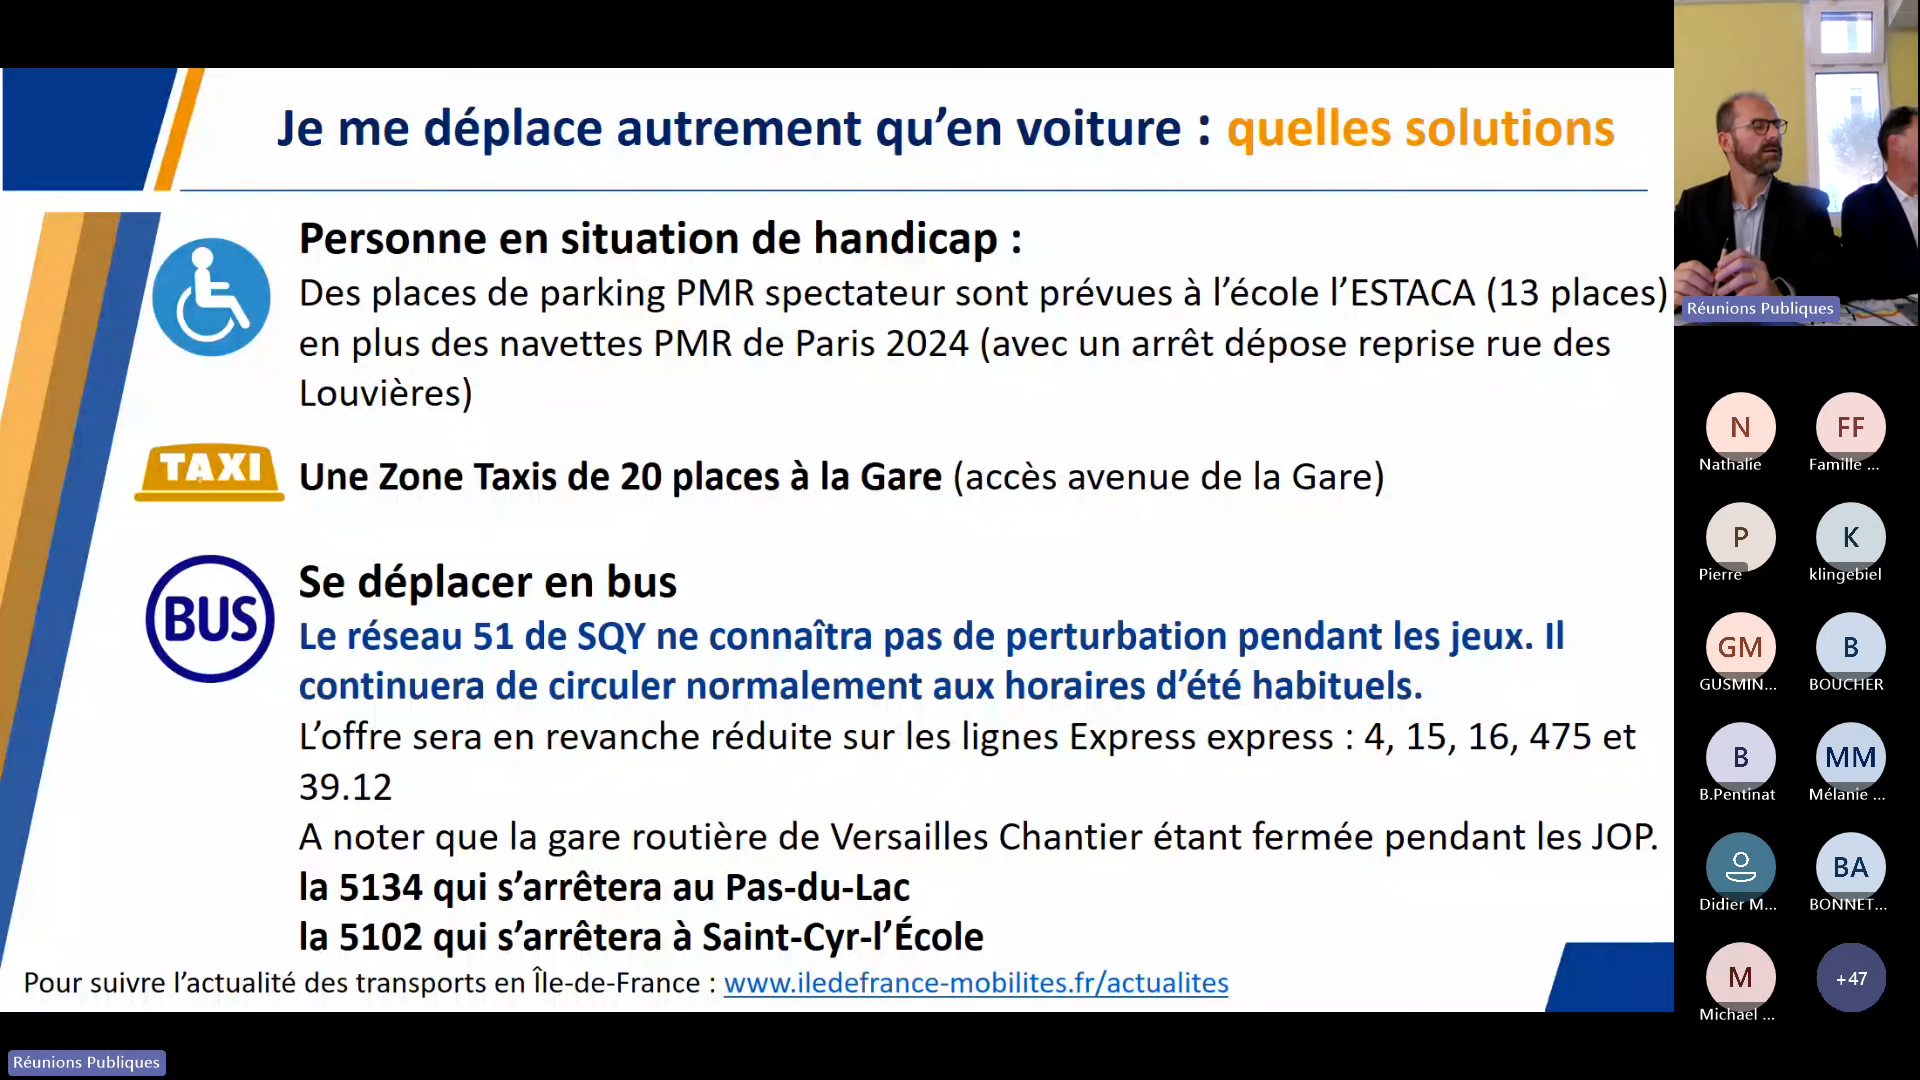 Je me déplace autrement qu’en voiture : quelles solutions
Personne en situation de handicap :
Des places de parking PMR spectateur sont prévues à l’école l’ESTACA (13 places)
en plus des navettes PMR de Paris 2024 (avec un arrêt dépose reprise rue des
Louvières)
TAXI
Une Zone Taxis de 20 places à la Gare (accès avenue de la Gare)
BUS
Se déplacer en bus
Le réseau 51 de SQY ne connaîtra pas de perturbation pendant les jeux. Il
continuera de circuler normalement aux horaires d’été habituels.
L’offre sera en revanche réduite sur les lignes Express express : 4, 15, 16, 475 et
39.12
A noter que la gare routière de Versailles Chantier étant fermée pendant les JOP.
la 5134 qui s’arrêtera au Pas-du-Lac
la 5102 qui s’arrêtera à Saint-Cyr-l’École
Pour suivre l’actualité des transports en Île-de-France : www.iledefrance-mobilites.fr/actualites
Réunions Publiques
Réunions Publiques
N
Nathalie
FF
Famille ...
P
Pierre
K
klingebiel
GM
GUSMIN...
B
BOUCHER
B
B.Pentinat
MM
Mélanie ...
Didier M...
BA
BONNET...
M
Michael ...
+47